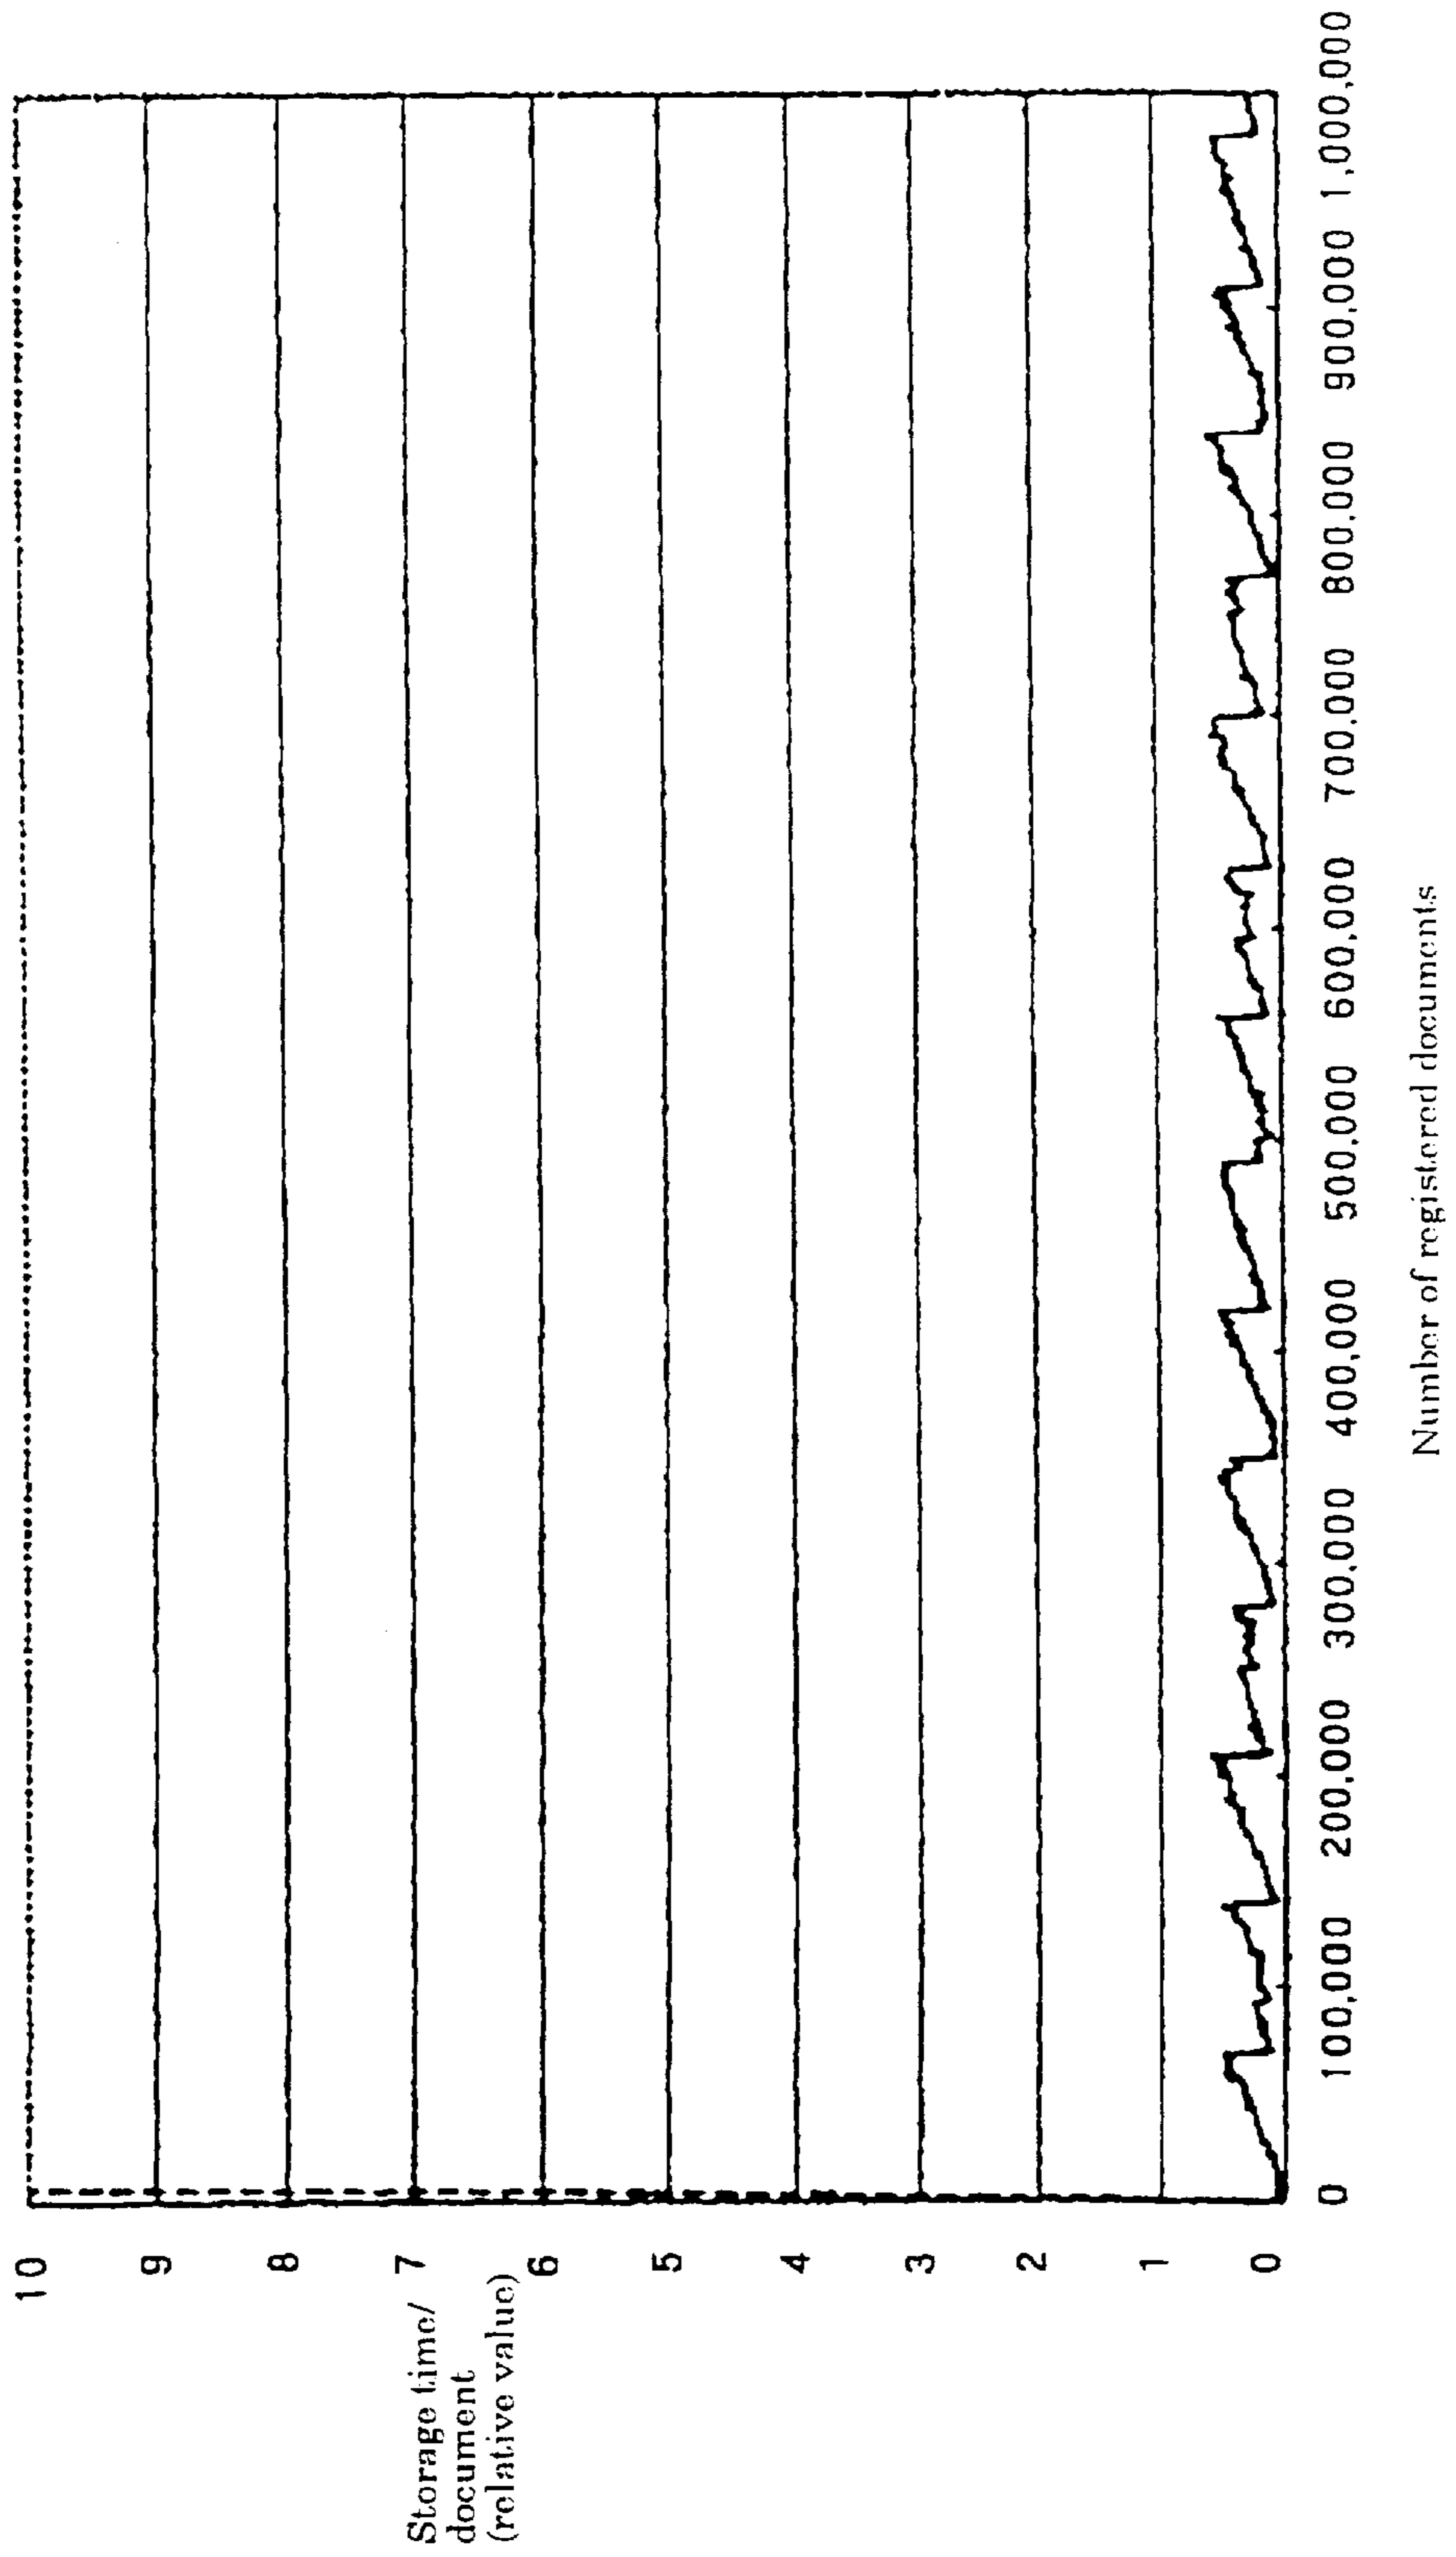 10
9
8
7
6
5
4
3
2
1
0
Storage time/
document
(relative value)
0 100,000 200,000 300,000 400,000 500,000 600,000 700,000 800,000 900,000 1,000,000
Number of registered documents